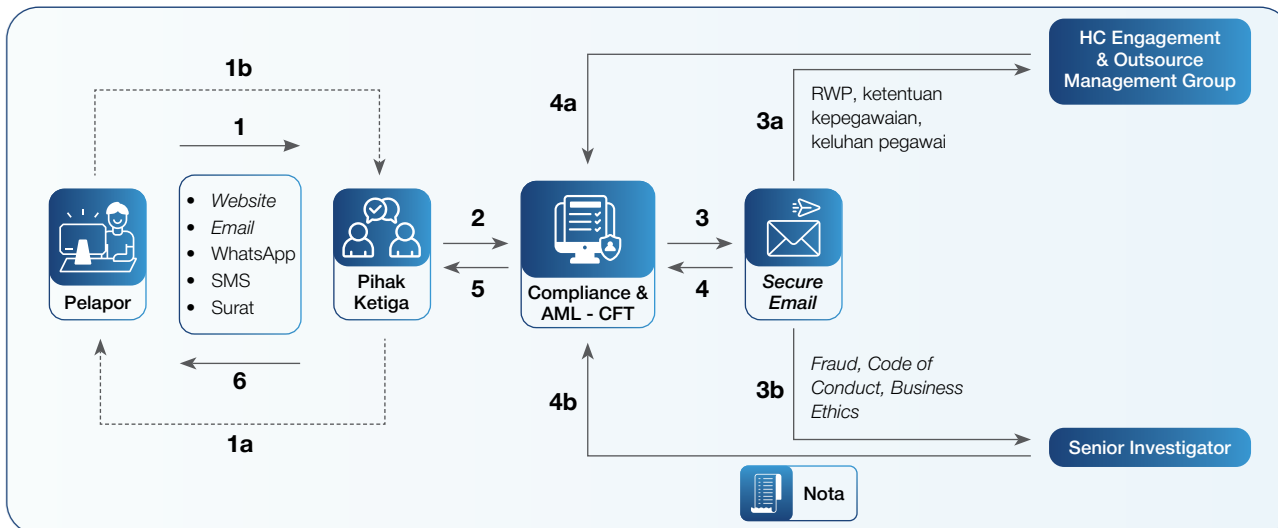 1b
1
Pelapor
• Website
• Email
• WhatsApp
• SMS
• Surat
6
1a
Pihak
Ketiga
2
5
Compliance &
AML - CFT
4a
4b
3
4
Secure
Email
3a
RWP, ketentuan
kepegawaian,
keluhan pegawai
HC Engagement
& Outsource
Management Group
3b
Fraud, Code of
Conduct, Business
Ethics
Senior Investigator
Nota